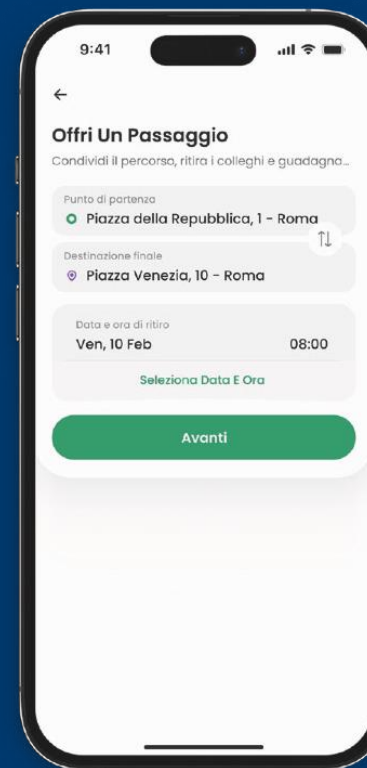 9:41
Offri Un Passaggio
Condividi il percorso, ritira i colleghi e guadagna...
Punto di partenza
Piazza della Repubblica, 1 - Roma
Destinazione finale
Piazza Venezia, 10 - Roma
Data e ora di ritiro
Ven, 10 Feb 08:00
Seleziona Data E Ora
Avanti